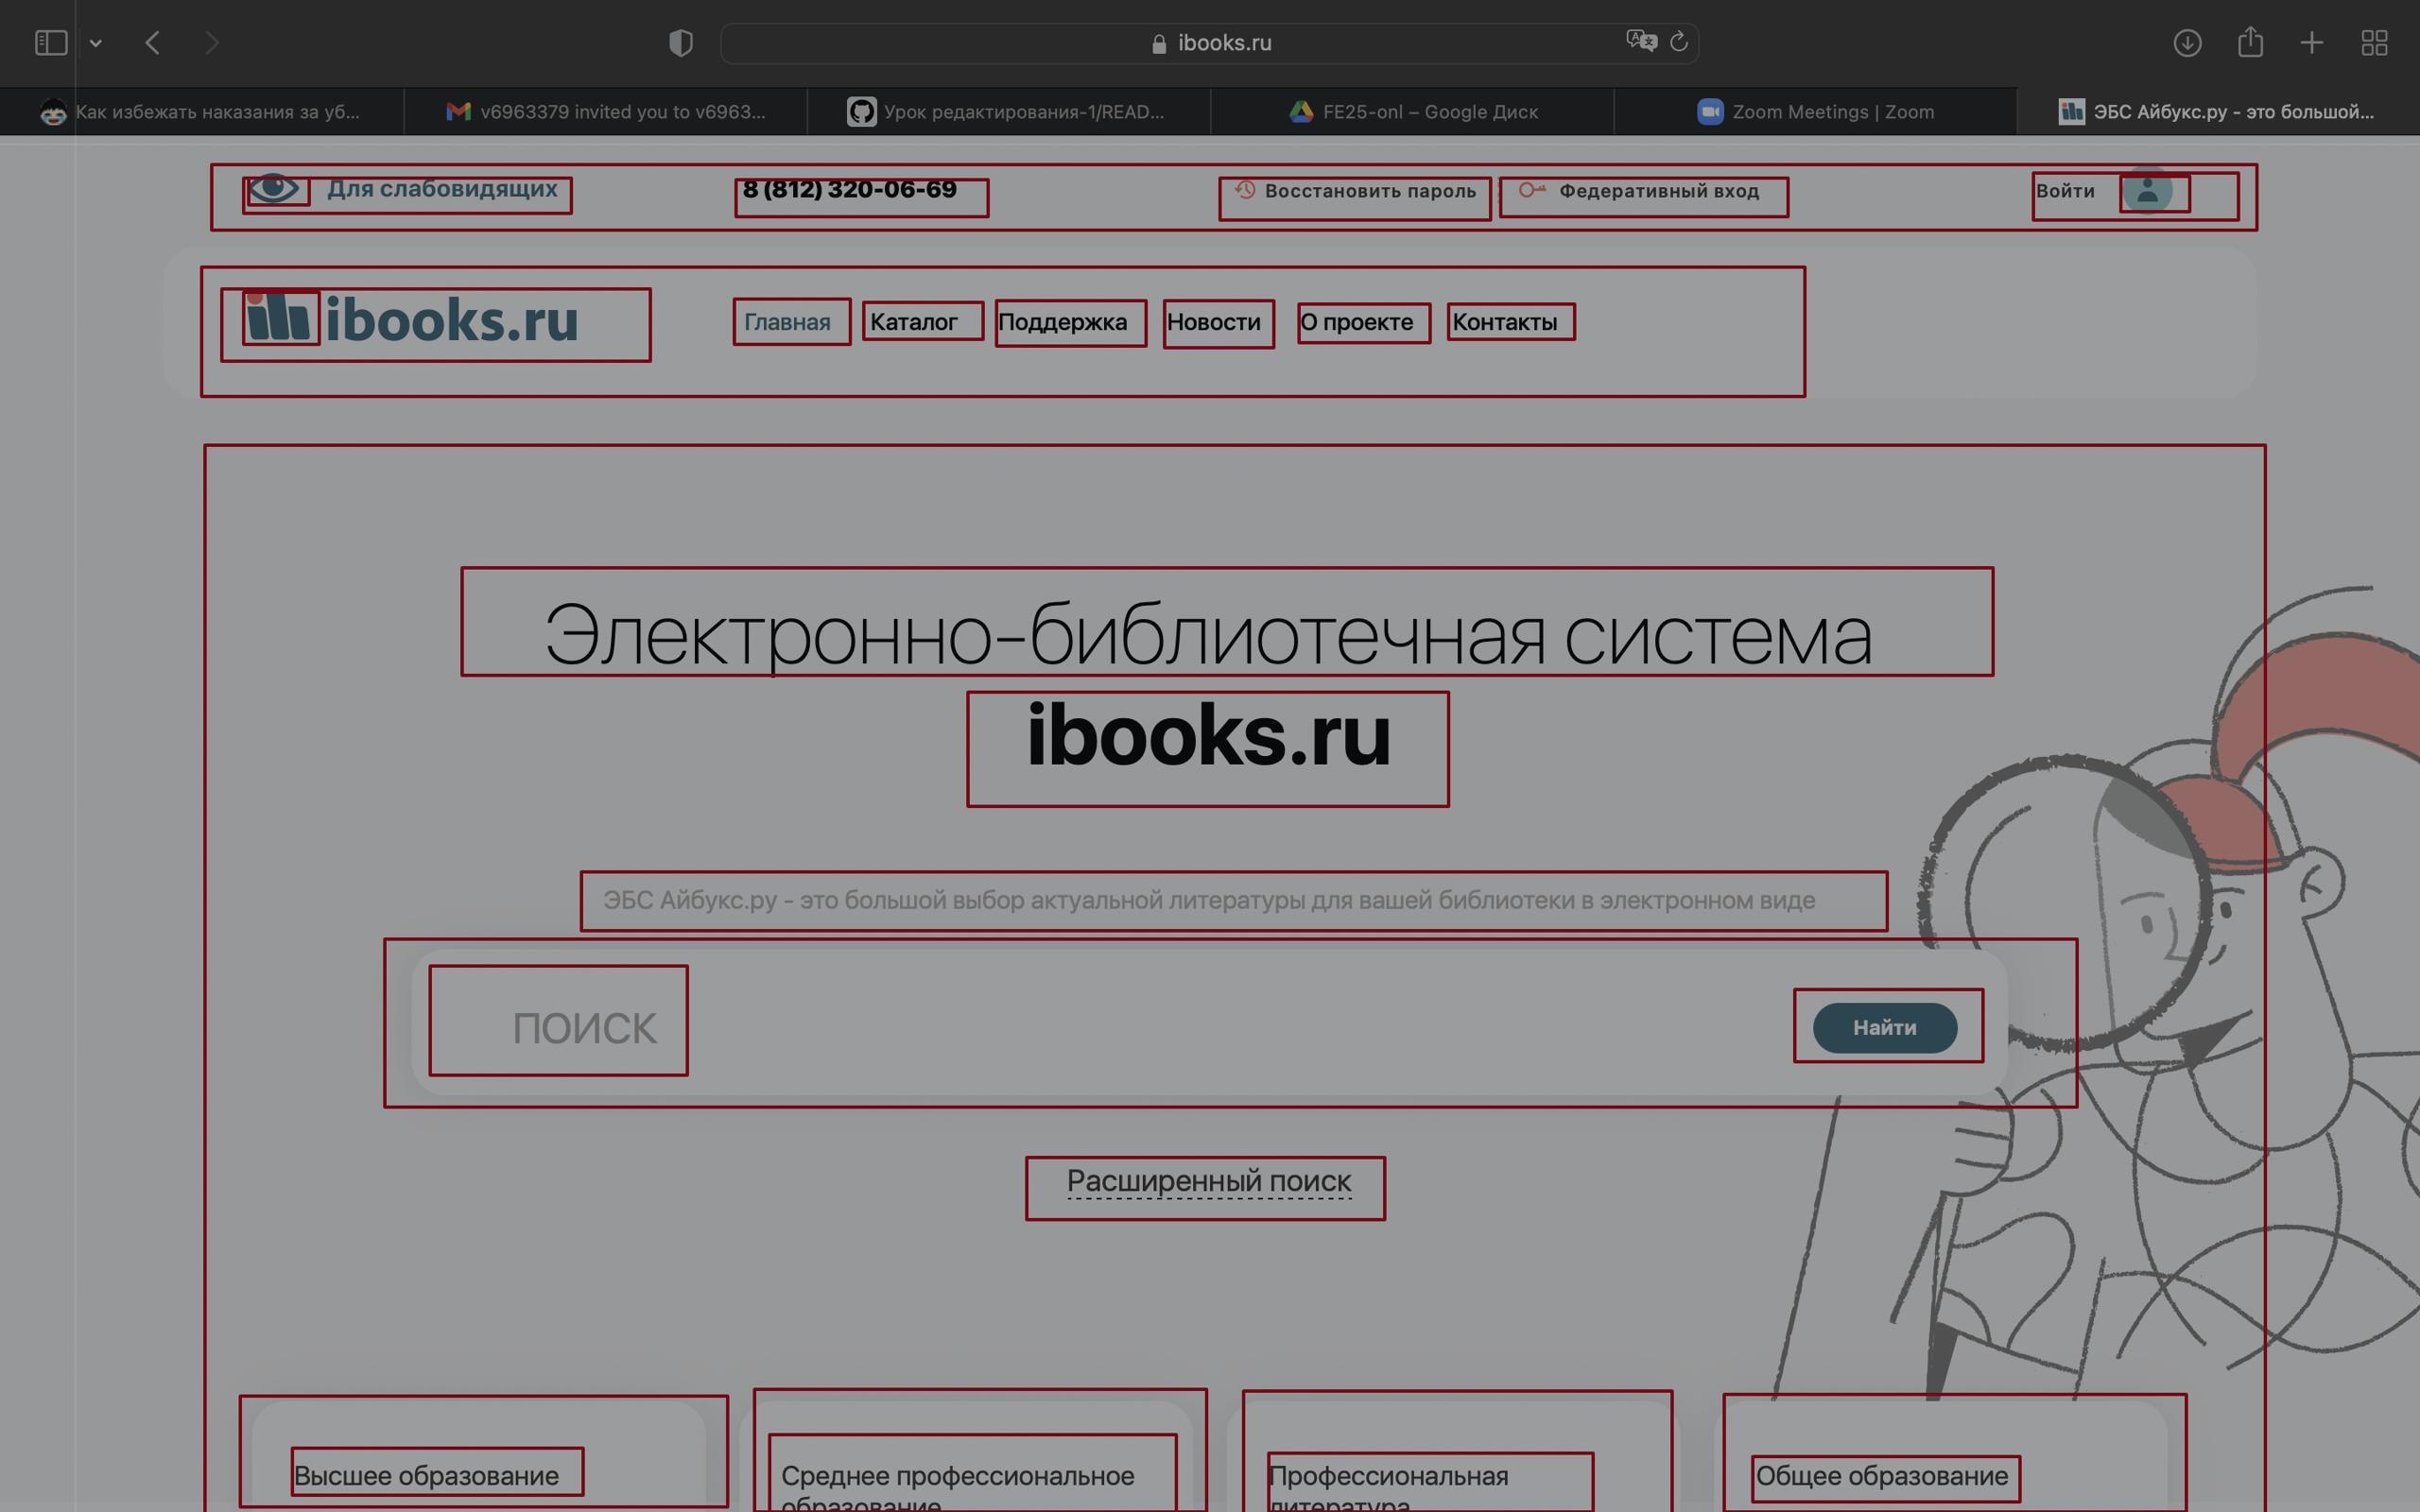 ibooks.ru
Как избежать наказания за уб...
v6963379 invited you to v6963...
Урок редактирования-1/READ...
FE25-onl – Google Диск
Zoom Meetings | Zoom
ЭБС Айбукс.ру - это большой...
Для слабовидящих
8 (812) 320-06-69
Восстановить пароль
Федеративный вход
Войти
ibooks.ru
Главная
Каталог
Поддержка
Новости
О проекте
Контакты
Электронно-библиотечная система
ibooks.ru
ЭБС Айбукс.ру - это большой выбор актуальной литературы для вашей библиотеки в электронном виде
ПОИСК
Найти
Расширенный поиск
Высшее образование
Среднее профессиональное
образование
Профессиональная
литература
Общее образование